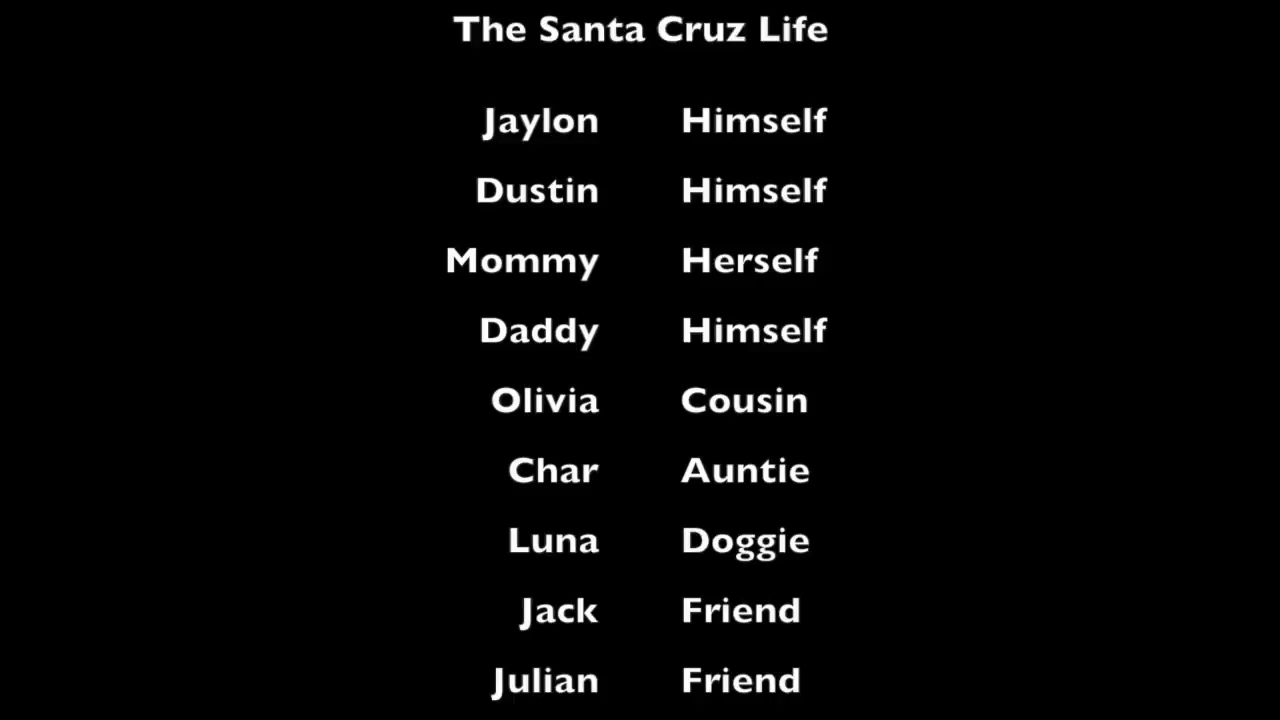 The Santa Cruz Life
Jaylon Himself
Dustin Himself
Mommy Herself
Daddy Himself
Olivia Cousin
Char Auntie
Luna Doggie
Jack Friend
Julian Friend